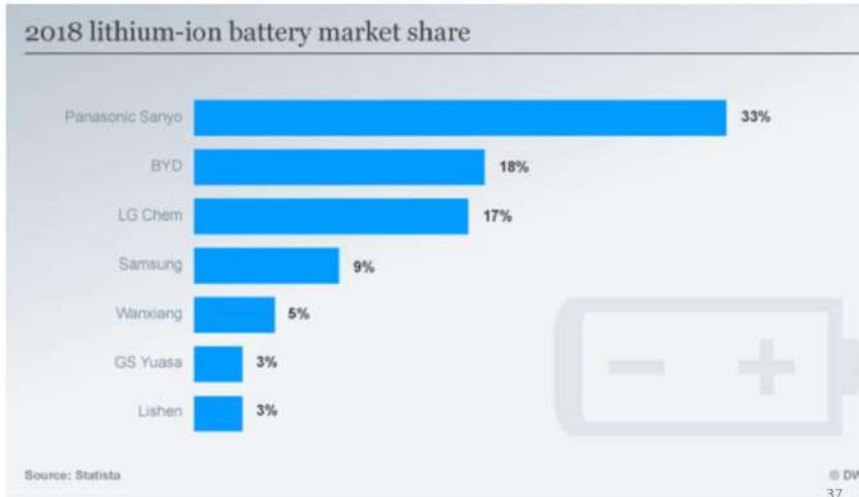 2018 lithium-ion battery market share
Panasonic Sanyo 33%
BYD 18%
LG Chem 17%
Samsung 9%
Wanxiang 5%
GS Yuasa 3%
Lishen 3%
Source: Statista © DW
37